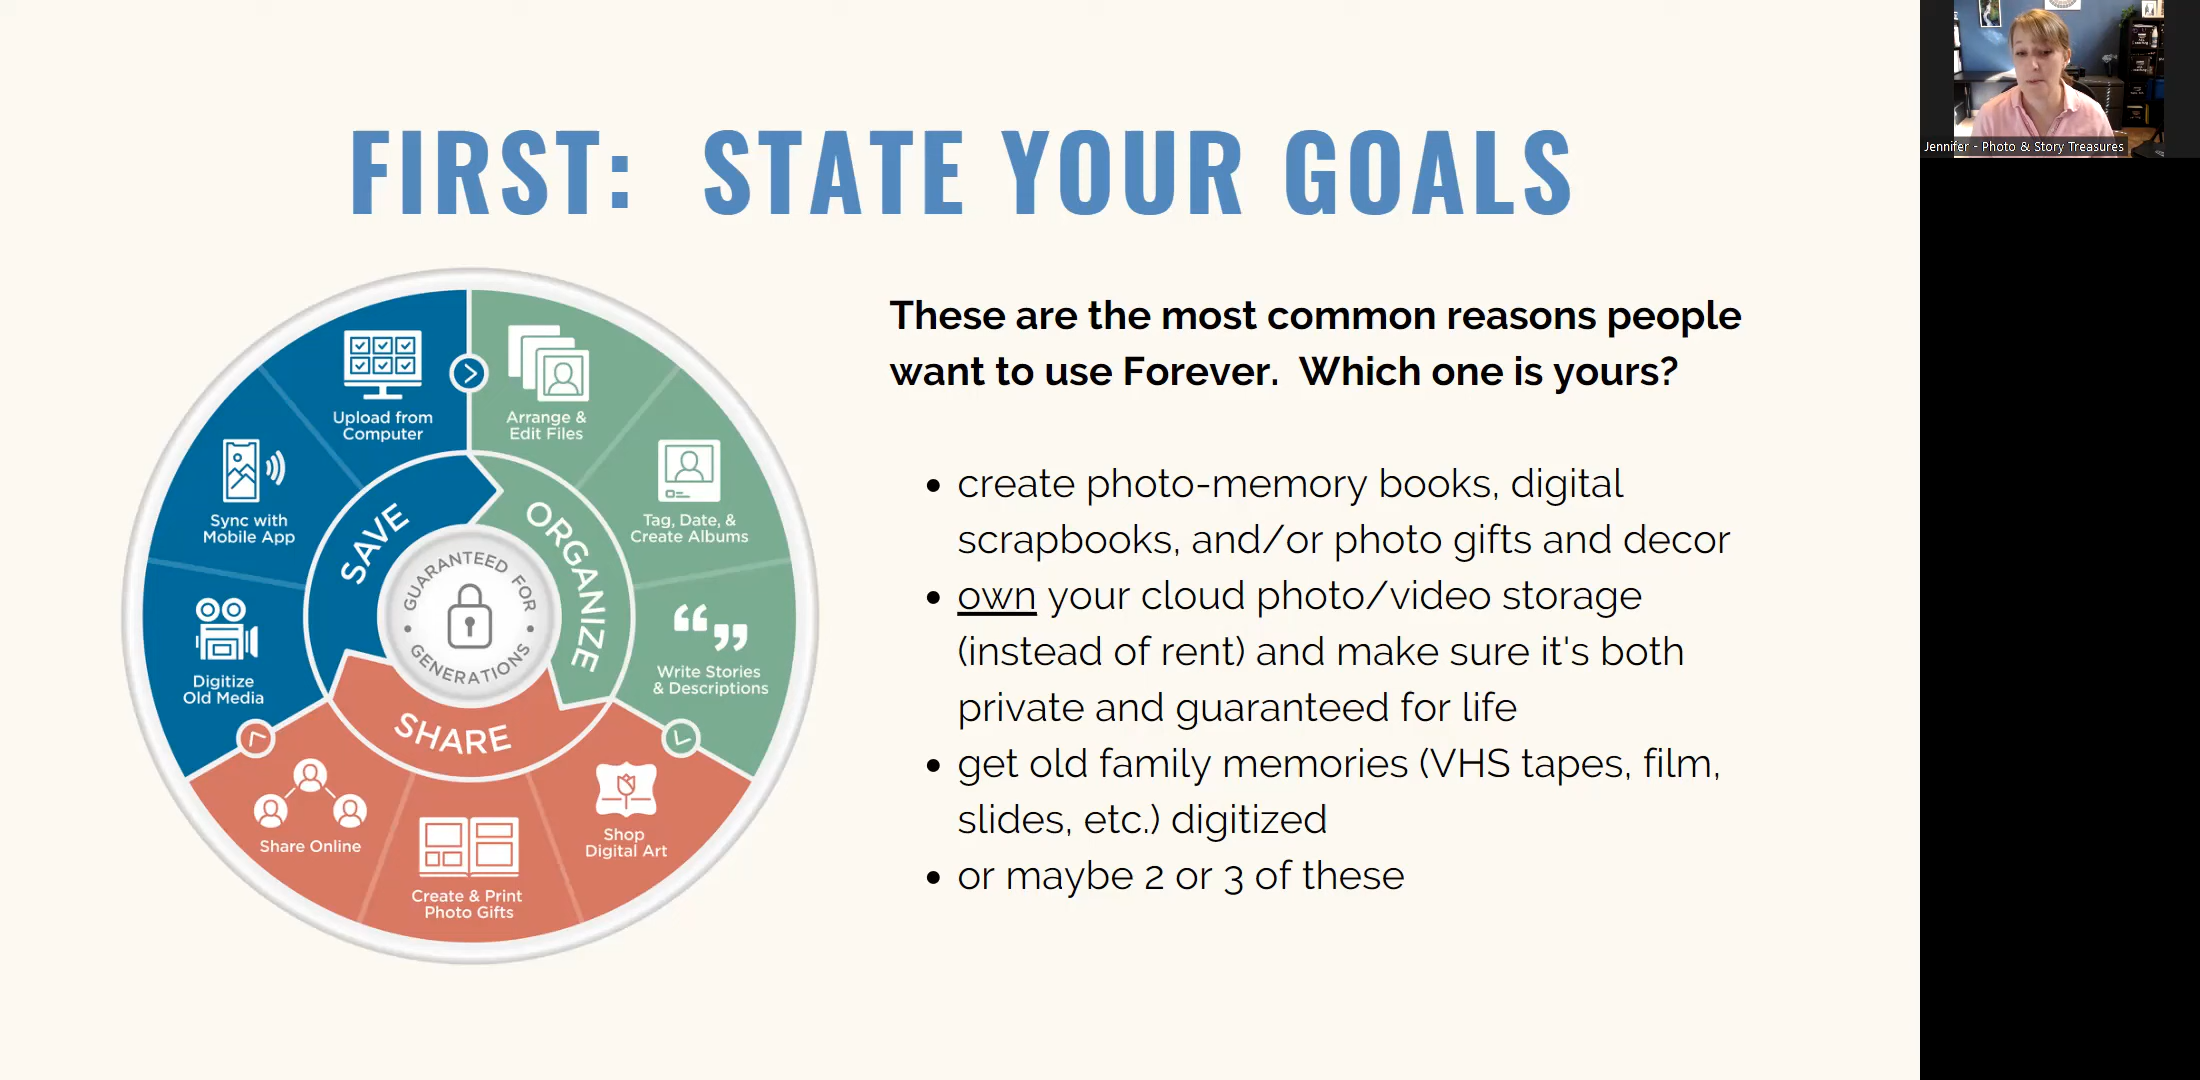 FIRST: STATE YOUR GOALS
Upload from
Computer
Arrange &
Edit Files
Sync with
Mobile App
Tag, Date, &
Create Albums
Digitize
Old Media
Write Stories
& Descriptions
SAVE
ORGANIZE
SHARE
GUARANTEED FOR
GENERATIONS
Share Online
Create & Print
Photo Gifts
Shop
Digital Art
These are the most common reasons people
want to use Forever. Which one is yours?
• create photo-memory books, digital
scrapbooks, and/or photo gifts and decor
• own your cloud photo/video storage
(instead of rent) and make sure it's both
private and guaranteed for life
• get old family memories (VHS tapes, film,
slides, etc.) digitized
• or maybe 2 or 3 of these
Jennifer - Photo & Story Treasures